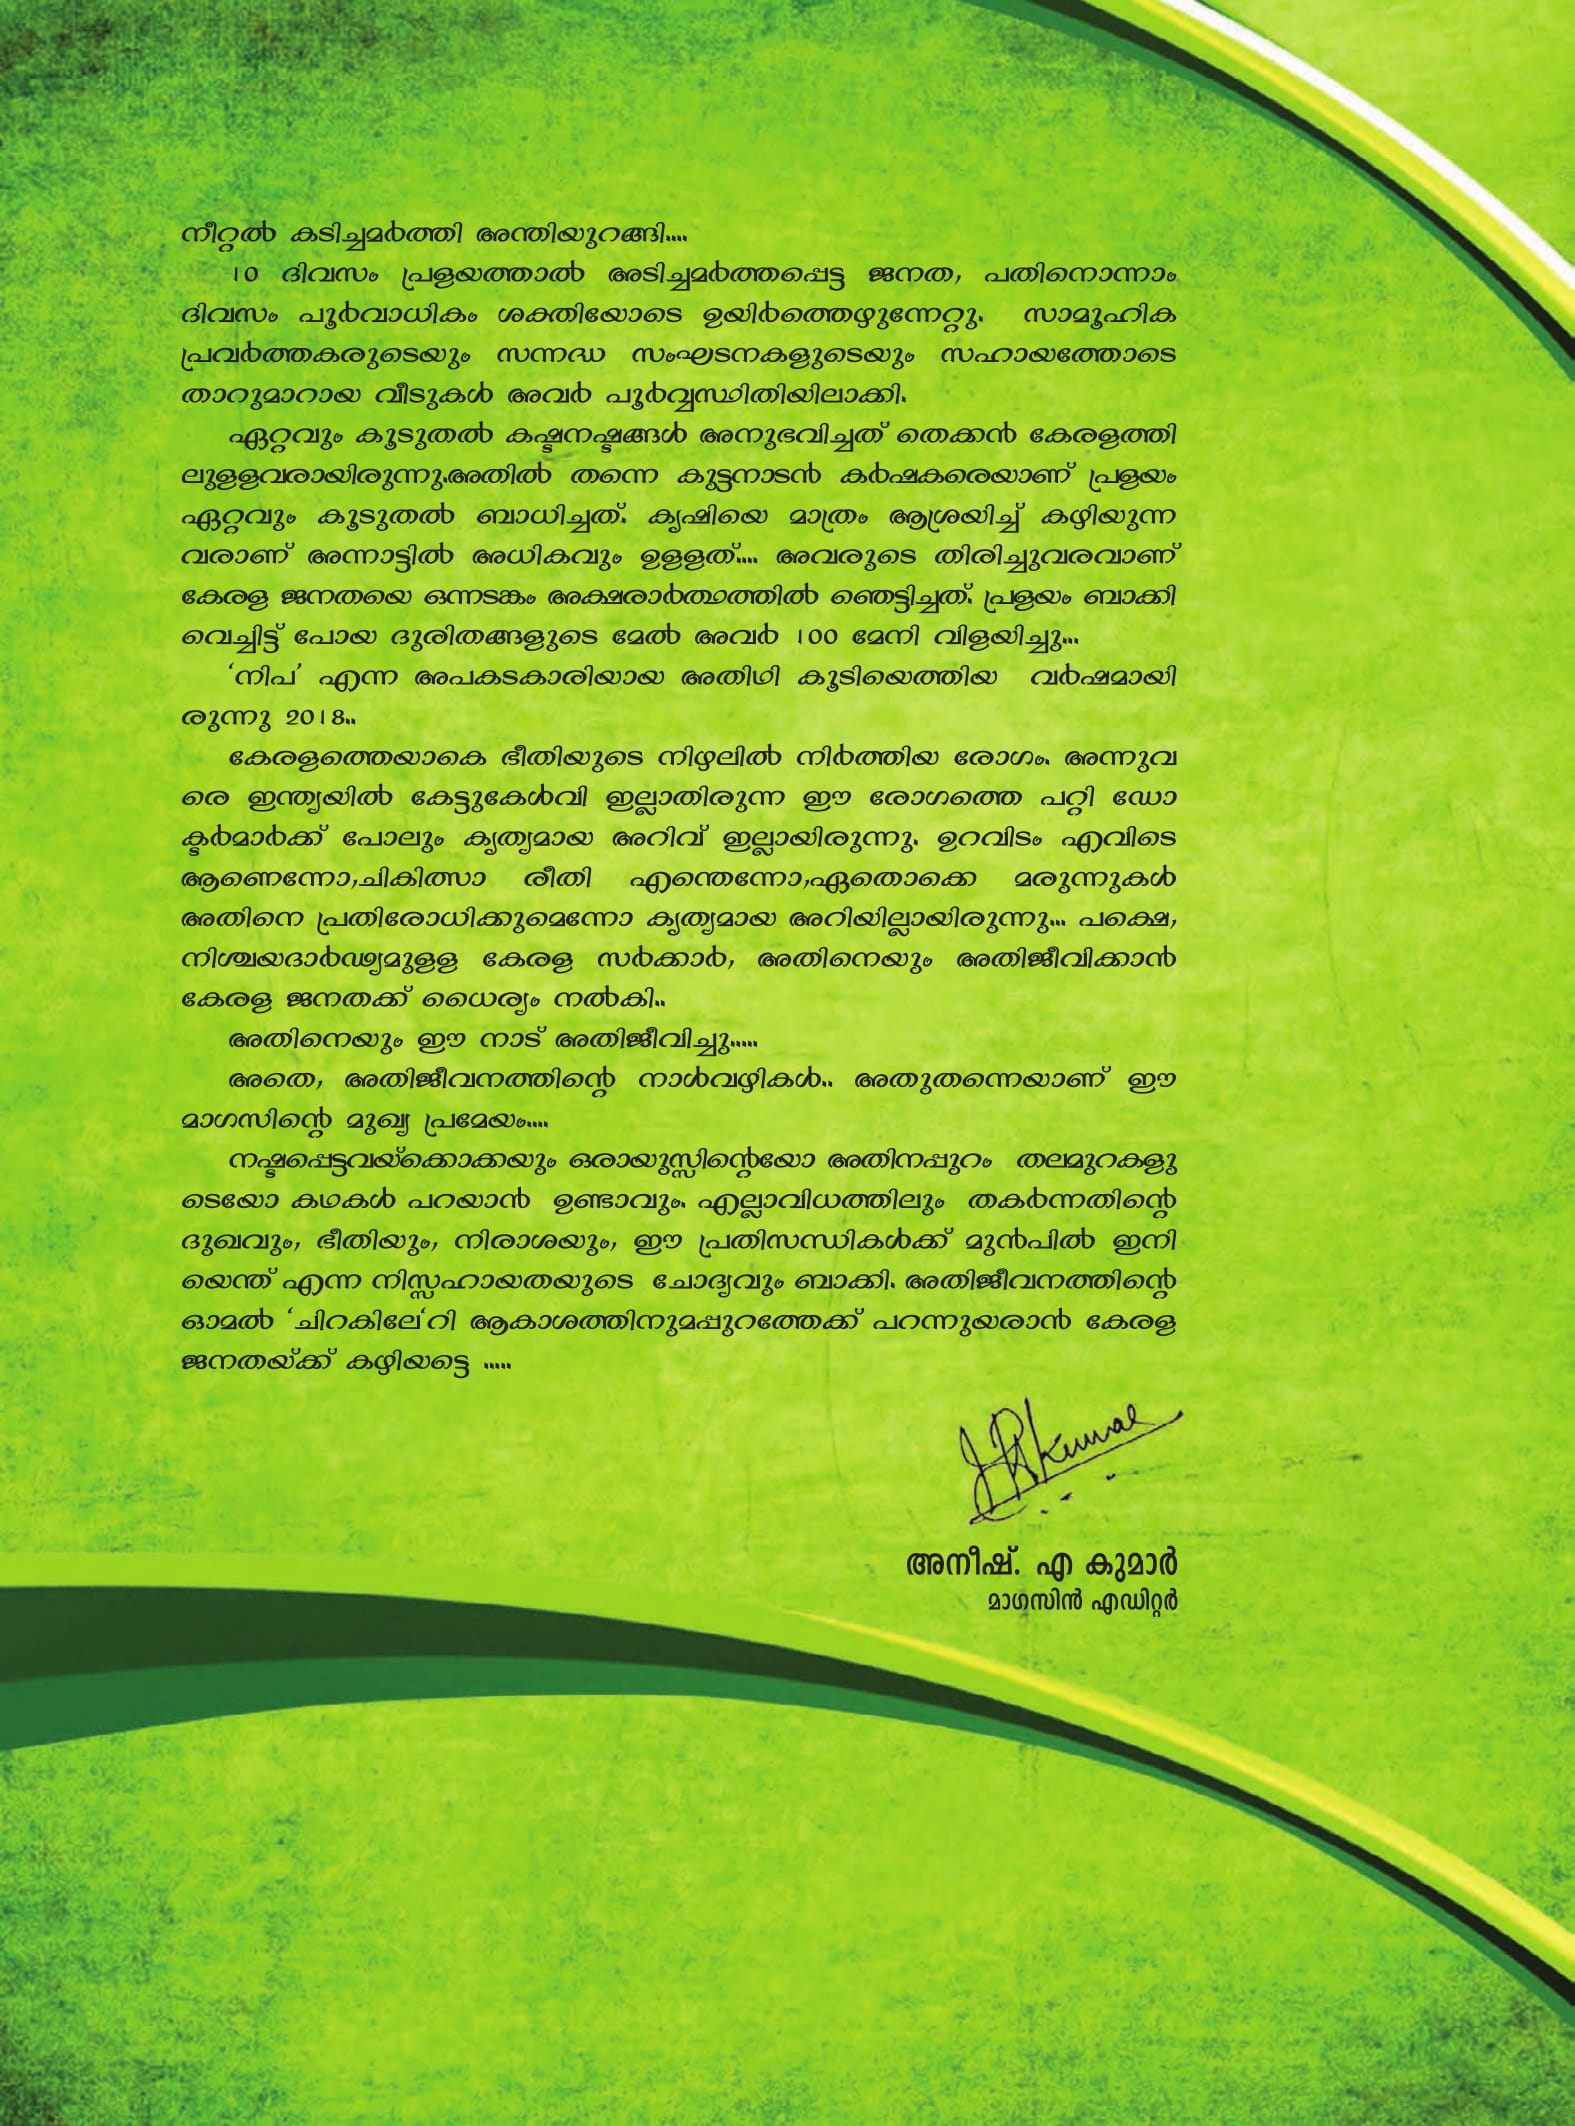 നീറ്റൽ കടിച്ചമർത്തി അന്തിയുറങ്ങി....
10 ദിവസം പ്രളയത്താൽ അടിച്ചമർത്തപ്പെട്ട ജനത, പതിനൊന്നാം
ദിവസം പൂർവാധികം ശക്തിയോടെ ഉയിർത്തെഴുന്നേറ്റു. സാമൂഹിക
പ്രവർത്തകരുടെയും സന്നദ്ധ സംഘടനകളുടെയും സഹായത്തോടെ
താറുമാറായ വീടുകൾ അവർ പൂർവ്വസ്ഥിതിയിലാക്കി.
ഏറ്റവും കൂടുതൽ കഷ്ടനഷ്ടങ്ങൾ അനുഭവിച്ചത് തെക്കൻ കേരളത്തി
ലുളളവരായിരുന്നു.അതിൽ തന്നെ കുട്ടനാടൻ കർഷകരെയാണ് പ്രളയം
ഏറ്റവും കൂടുതൽ ബാധിച്ചത്. കൃഷിയെ മാത്രം ആശ്രയിച്ച് കഴിയുന്ന
വരാണ് അന്നാട്ടിൽ അധികവും ഉളളത്.... അവരുടെ തിരിച്ചുവരവാണ്
കേരള ജനതയെ ഒന്നടങ്കം അക്ഷരാർത്ഥത്തിൽ ഞെട്ടിച്ചത്. പ്രളയം ബാക്കി
വെച്ചിട്ട് പോയ ദുരിതങ്ങളുടെ മേൽ അവർ 100 മേനി വിളയിച്ചു...
‘നിപ’ എന്ന അപകടകാരിയായ അതിഥി കൂടിയെത്തിയ വർഷമായി
രുന്നു 2018..
കേരളത്തെയാകെ ഭീതിയുടെ നിഴലിൽ നിർത്തിയ രോഗം. അന്നുവ
രെ ഇന്ത്യയിൽ കേട്ടുകേൾവി ഇല്ലാതിരുന്ന ഈ രോഗത്തെ പറ്റി ഡോ
ക്ടർമാർക്ക് പോലും കൃത്യമായ അറിവ് ഇല്ലായിരുന്നു. ഉറവിടം എവിടെ
ആണെന്നോ,ചികിത്സാ രീതി എന്തെന്നോ,ഏതൊക്കെ മരുന്നുകൾ
അതിനെ പ്രതിരോധിക്കുമെന്നോ കൃത്യമായ അറിയില്ലായിരുന്നു... പക്ഷെ,
നിശ്ചയദാർഢ്യമുളള കേരള സർക്കാർ, അതിനെയും അതിജീവിക്കാൻ
കേരള ജനതക്ക് ധൈര്യം നൽകി..
അതിനെയും ഈ നാട് അതിജീവിച്ചു.....
അതെ, അതിജീവനത്തിന്റെ നാൾവഴികൾ.. അതുതന്നെയാണ് ഈ
മാഗസിന്റെ മുഖ്യ പ്രമേയം....
നഷ്ടപ്പെട്ടവയ്ക്കൊക്കയും ഒരായുസ്സിന്റെയോ അതിനപ്പുറം തലമുറകളു
ടെയോ കഥകൾ പറയാൻ ഉണ്ടാവും. എല്ലാവിധത്തിലും തകർന്നതിന്റെ
ദുഖവും, ഭീതിയും, നിരാശയും, ഈ പ്രതിസന്ധികൾക്ക് മുൻപിൽ ഇനി
യെന്ത് എന്ന നിസ്സഹായതയുടെ ചോദ്യവും ബാക്കി. അതിജീവനത്തിന്റെ
ഓമൽ ‘ചിറകിലേ‘റി ആകാശത്തിനുമപ്പുറത്തേക്ക് പറന്നുയരാൻ കേരള
ജനതയ്ക്ക് കഴിയട്ടെ .....
അനീഷ്. എ കുമാർ
മാഗസിൻ എഡിറ്റർ